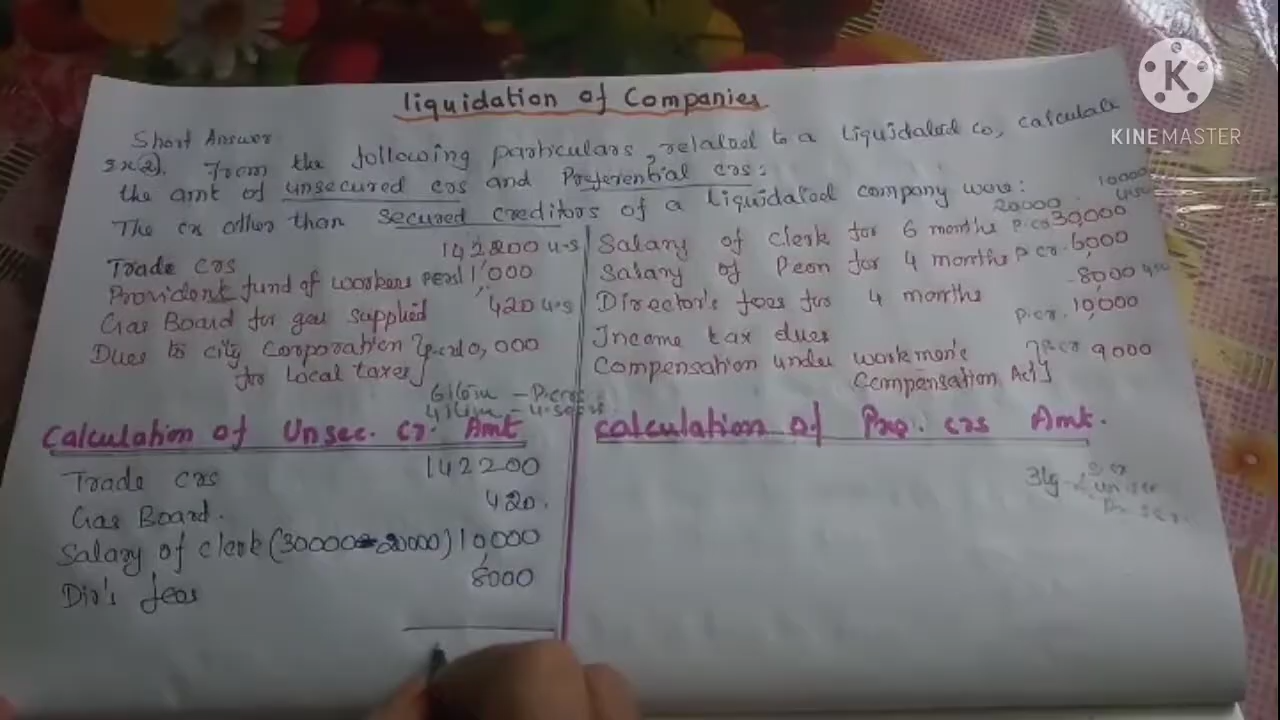 KINEMASTER
Liquidation of Companies
Short Answer
Ex(2). From the following particulars, related to a liquidated co, calculate
the amt of unsecured crs and Preferential crs:
The cr other than secured creditors of a liquidated company were:
Trade crs 142200 U.S
Provident fund of workers 1,000
Gas Board for gas supplied 420 U.S
Dues to City Corporation 10,000
for Local taxes
20000 10000
Salary of Clerk for 6 months P.cr 30,000
Salary of Peon for 4 months P cr. 6,000
Director's fees for 4 months 8000
Income tax dues P.cr. 10,000
Compensation under workmen's P.cr 9000
Compensation Act
Calculation of Unsec. Cr. Amt
Trade crs 142200
Gas Board. 420.
Salary of clerk (30000-20000) 10,000
Dir's fees 8000
Calculation of Pre. crs Amt.